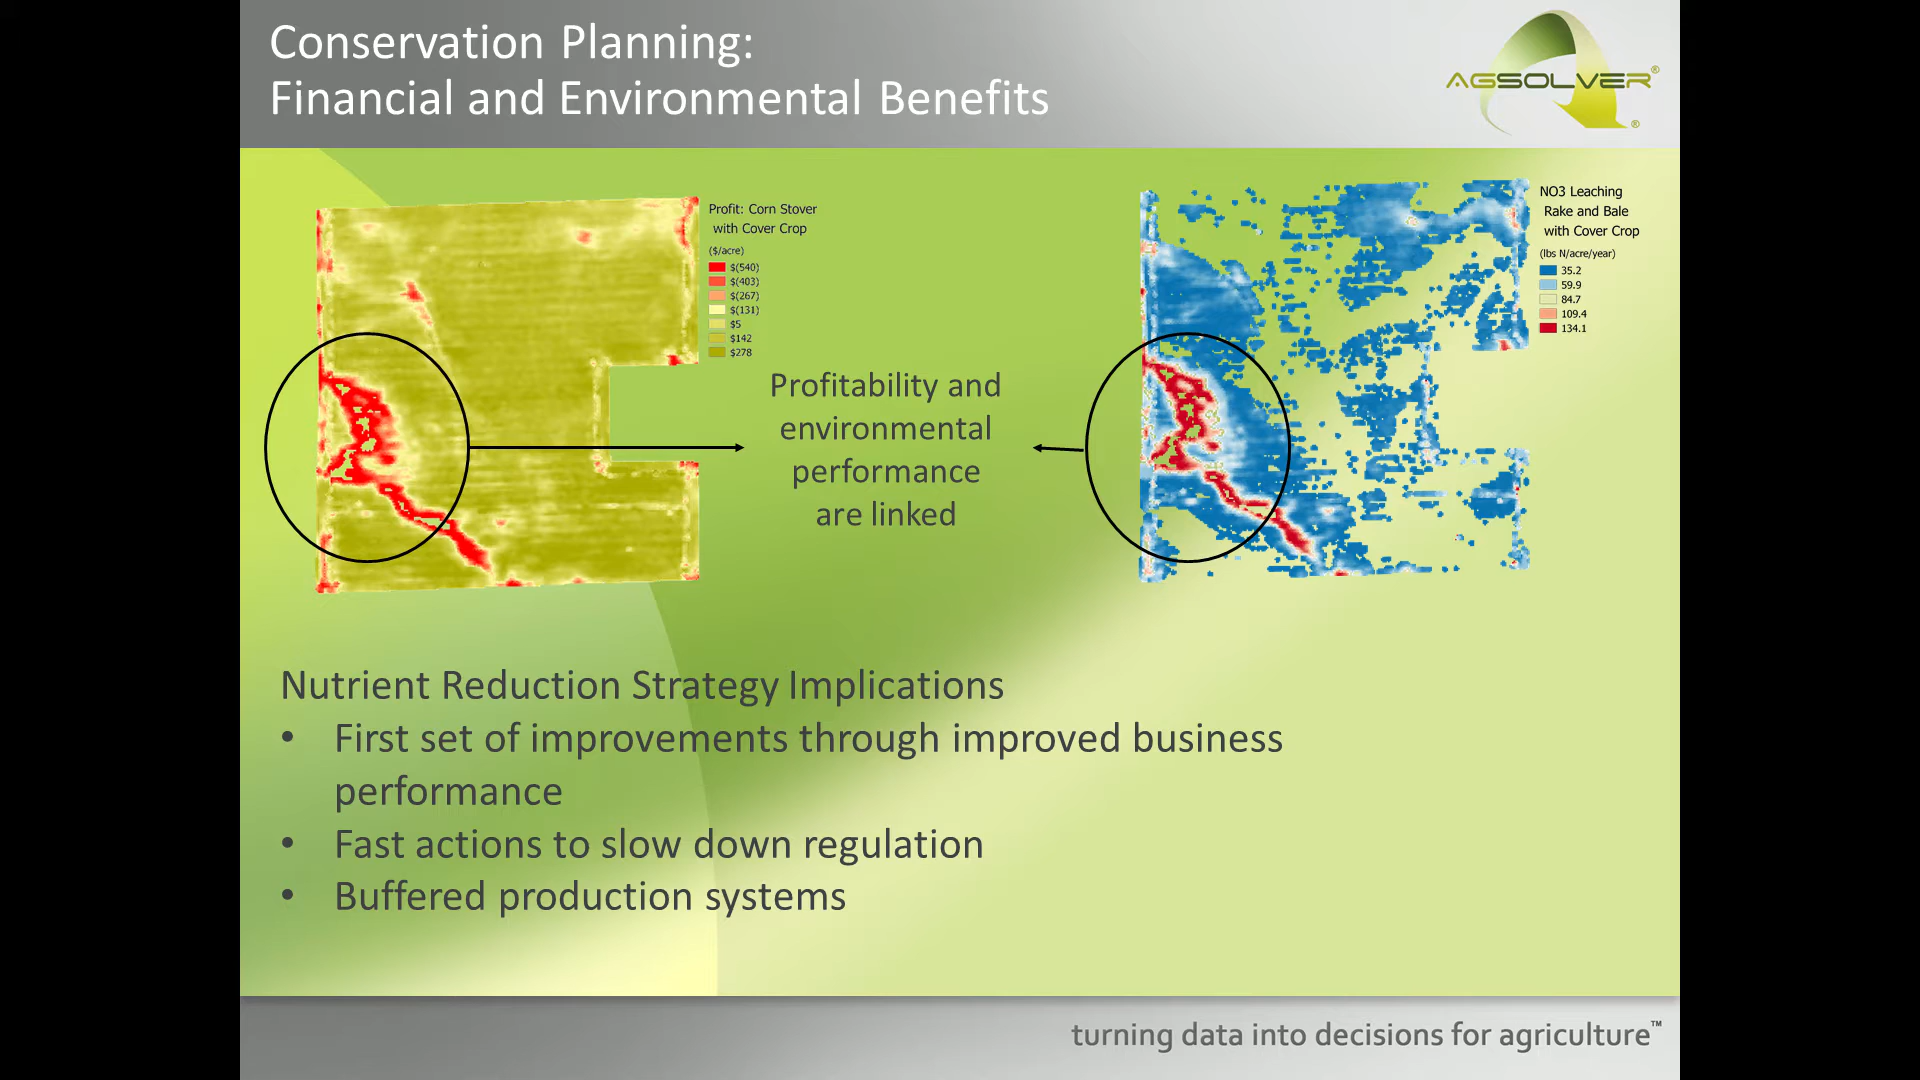 Conservation Planning:
Financial and Environmental Benefits
AGSOLVER®
®
Profit: Corn Stover
with Cover Crop
($/acre)
$(540)
$(403)
$(267)
$(131)
$5
$142
$278
NO3 Leaching
Rake and Bale
with Cover Crop
(lbs N/acre/year)
35.2
59.9
84.7
109.4
134.1
Profitability and
environmental
performance
are linked
Nutrient Reduction Strategy Implications
• First set of improvements through improved business
performance
• Fast actions to slow down regulation
• Buffered production systems
turning data into decisions for agriculture™